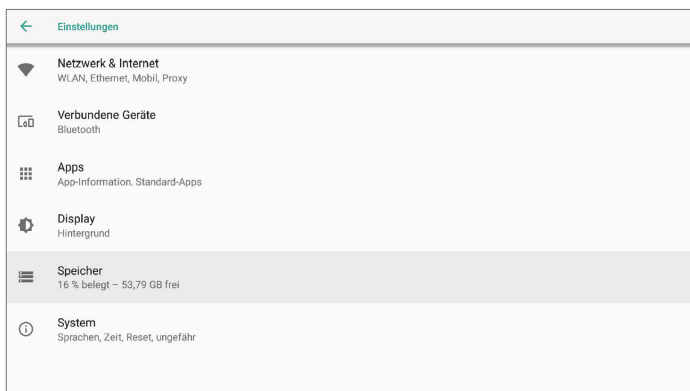 Einstellungen
Netzwerk & Internet
WLAN, Ethernet, Mobil, Proxy
Verbundene Geräte
Bluetooth
Apps
App-Information. Standard-Apps
Display
Hintergrund
Speicher
16 % belegt – 53,79 GB frei
System
Sprachen, Zeit, Reset, ungefähr